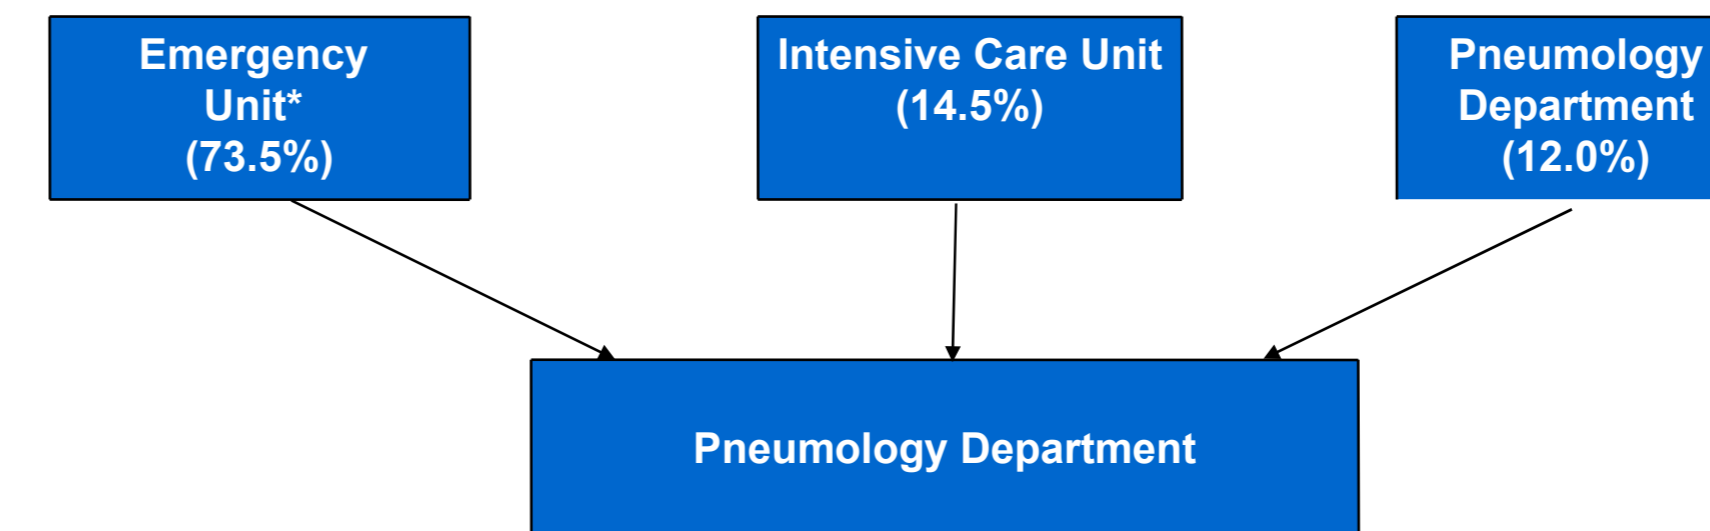 Emergency
Unit*
(73.5%)
Intensive Care Unit
(14.5%)
Pneumology
Department
(12.0%)
Pneumology Department